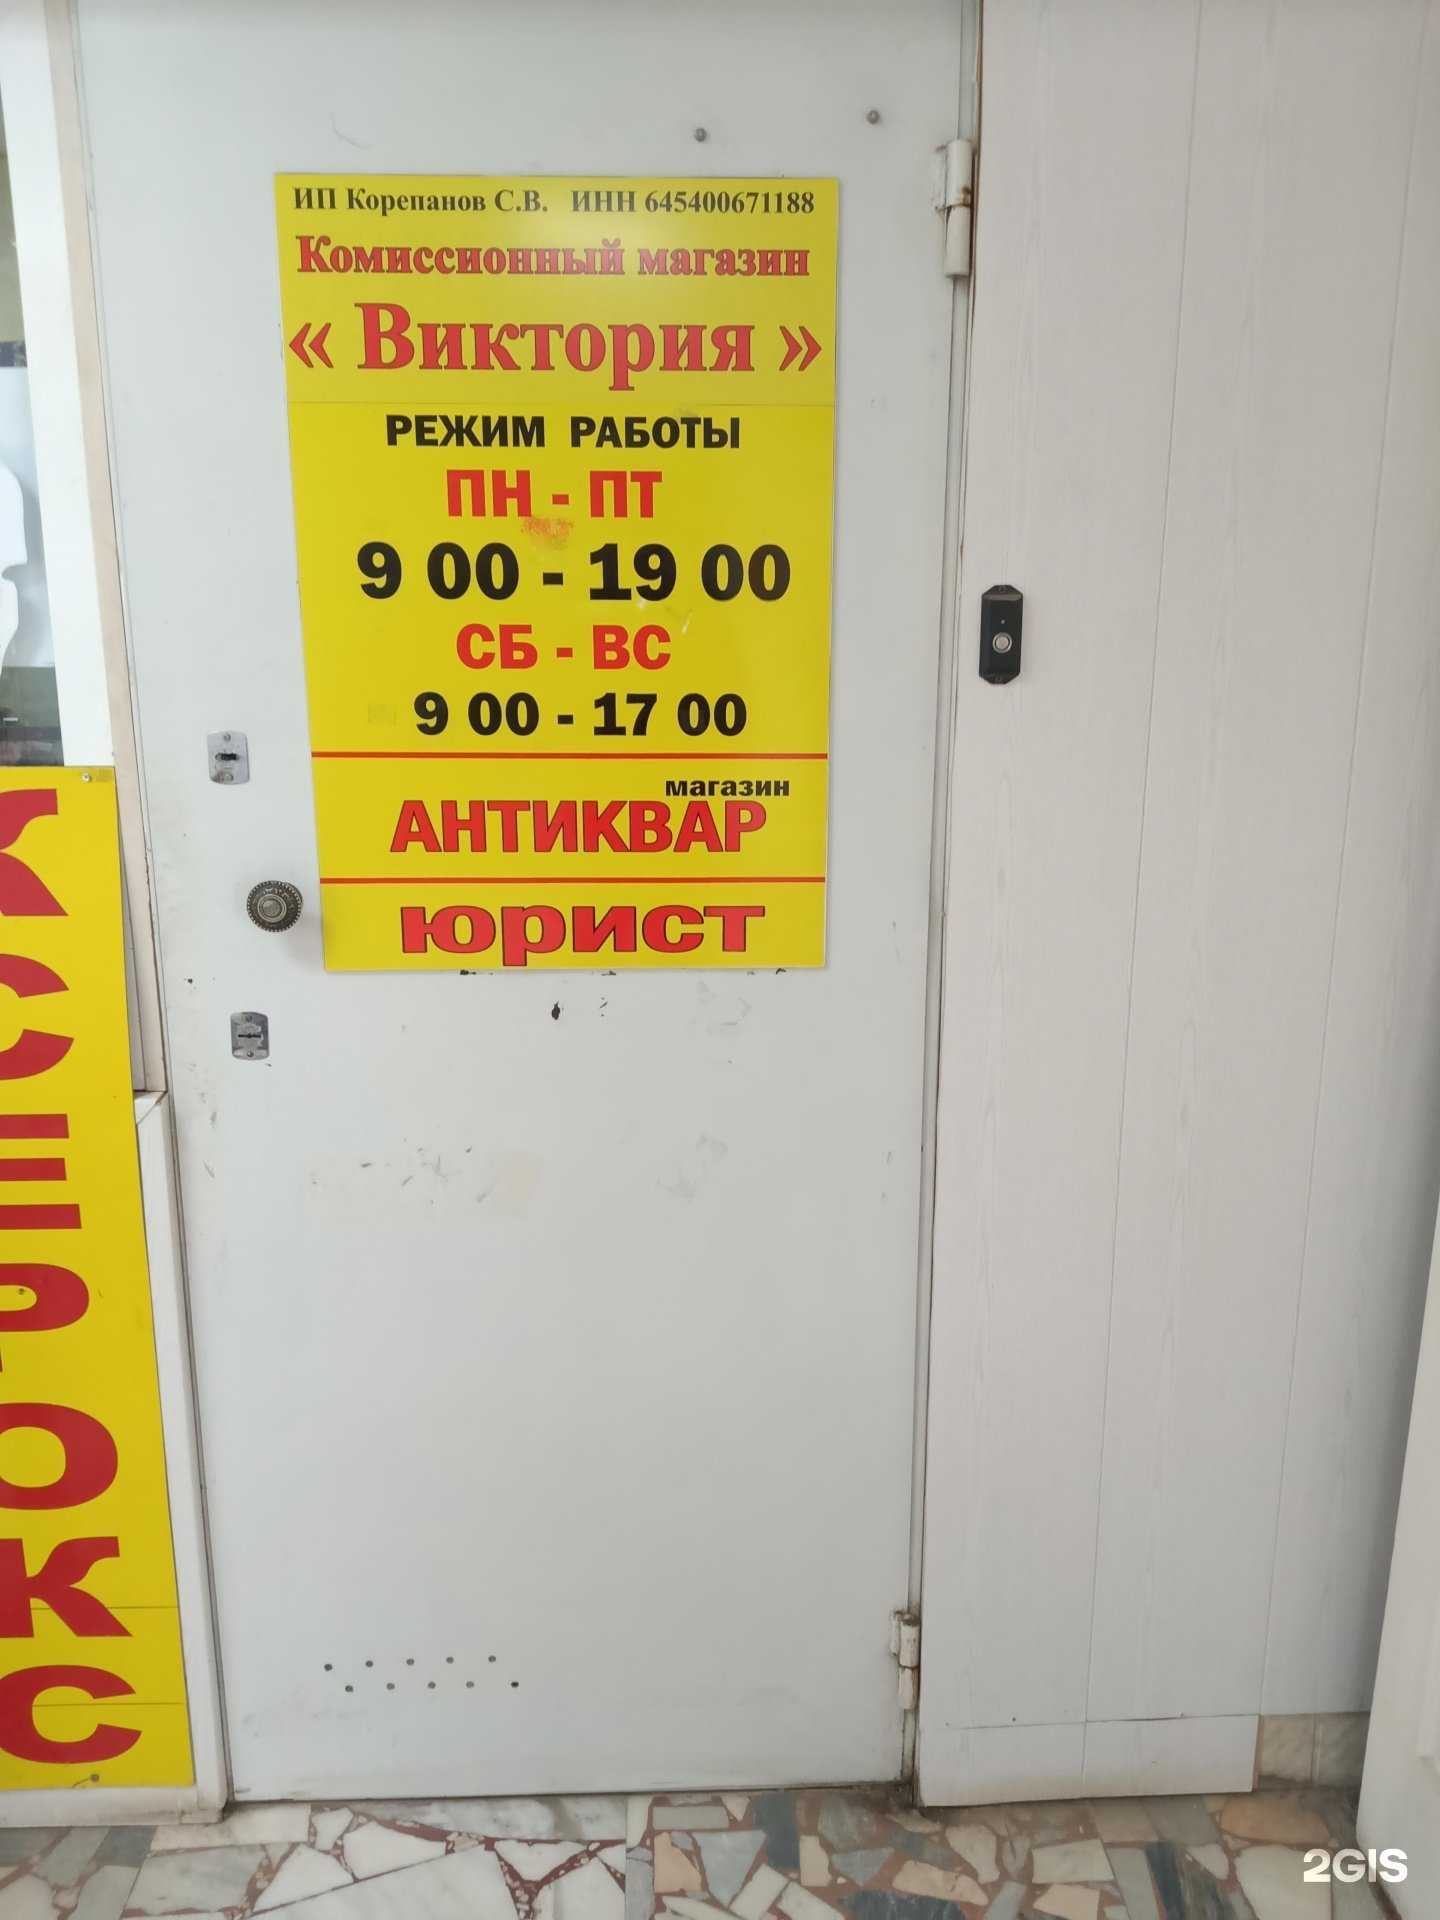 ИП Корепанов С.В. ИНН 645400671188
Комиссионный магазин
« Виктория »
РЕЖИМ РАБОТЫ
ПН - ПТ
9 00 - 19 00
СБ - ВС
9 00 - 17 00
магазин
АНТИКВАР
юрист
КСЕРОКС
2GIS